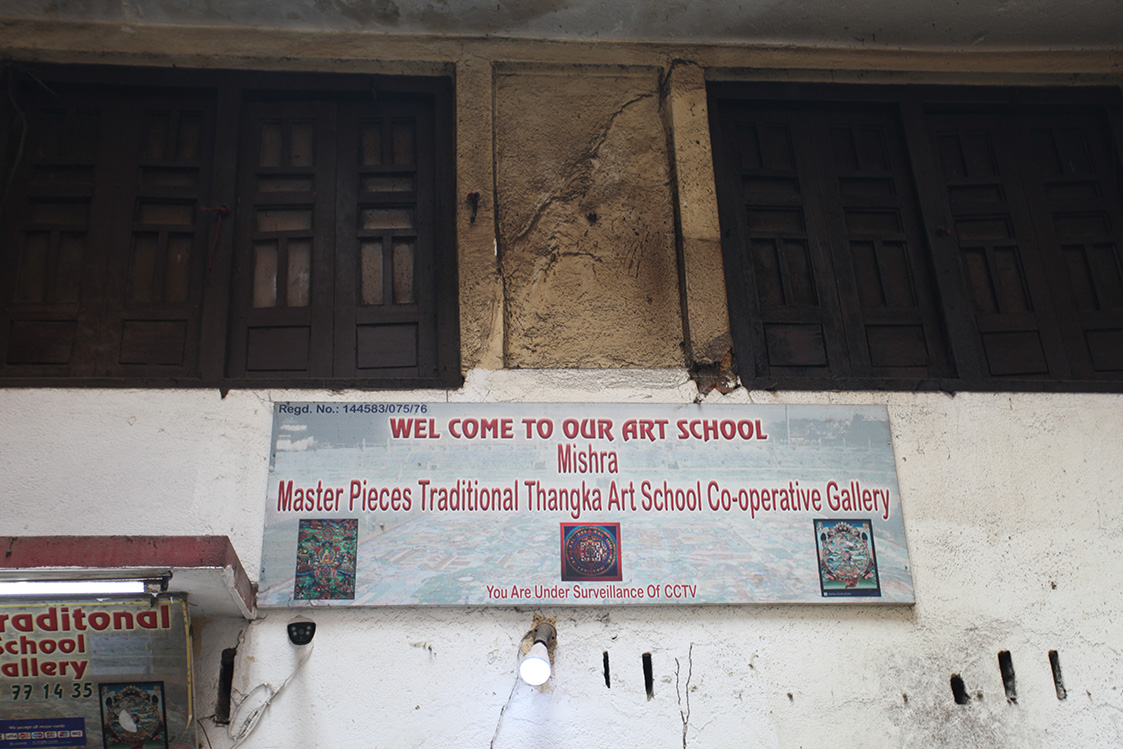 Regd. No.: 144583/075/76
WEL COME TO OUR ART SCHOOL
Mishra
Master Pieces Traditional Thangka Art School Co-operative Gallery
You Are Under Surveillance Of CCTV
raditonal
School
allery
77 14 35